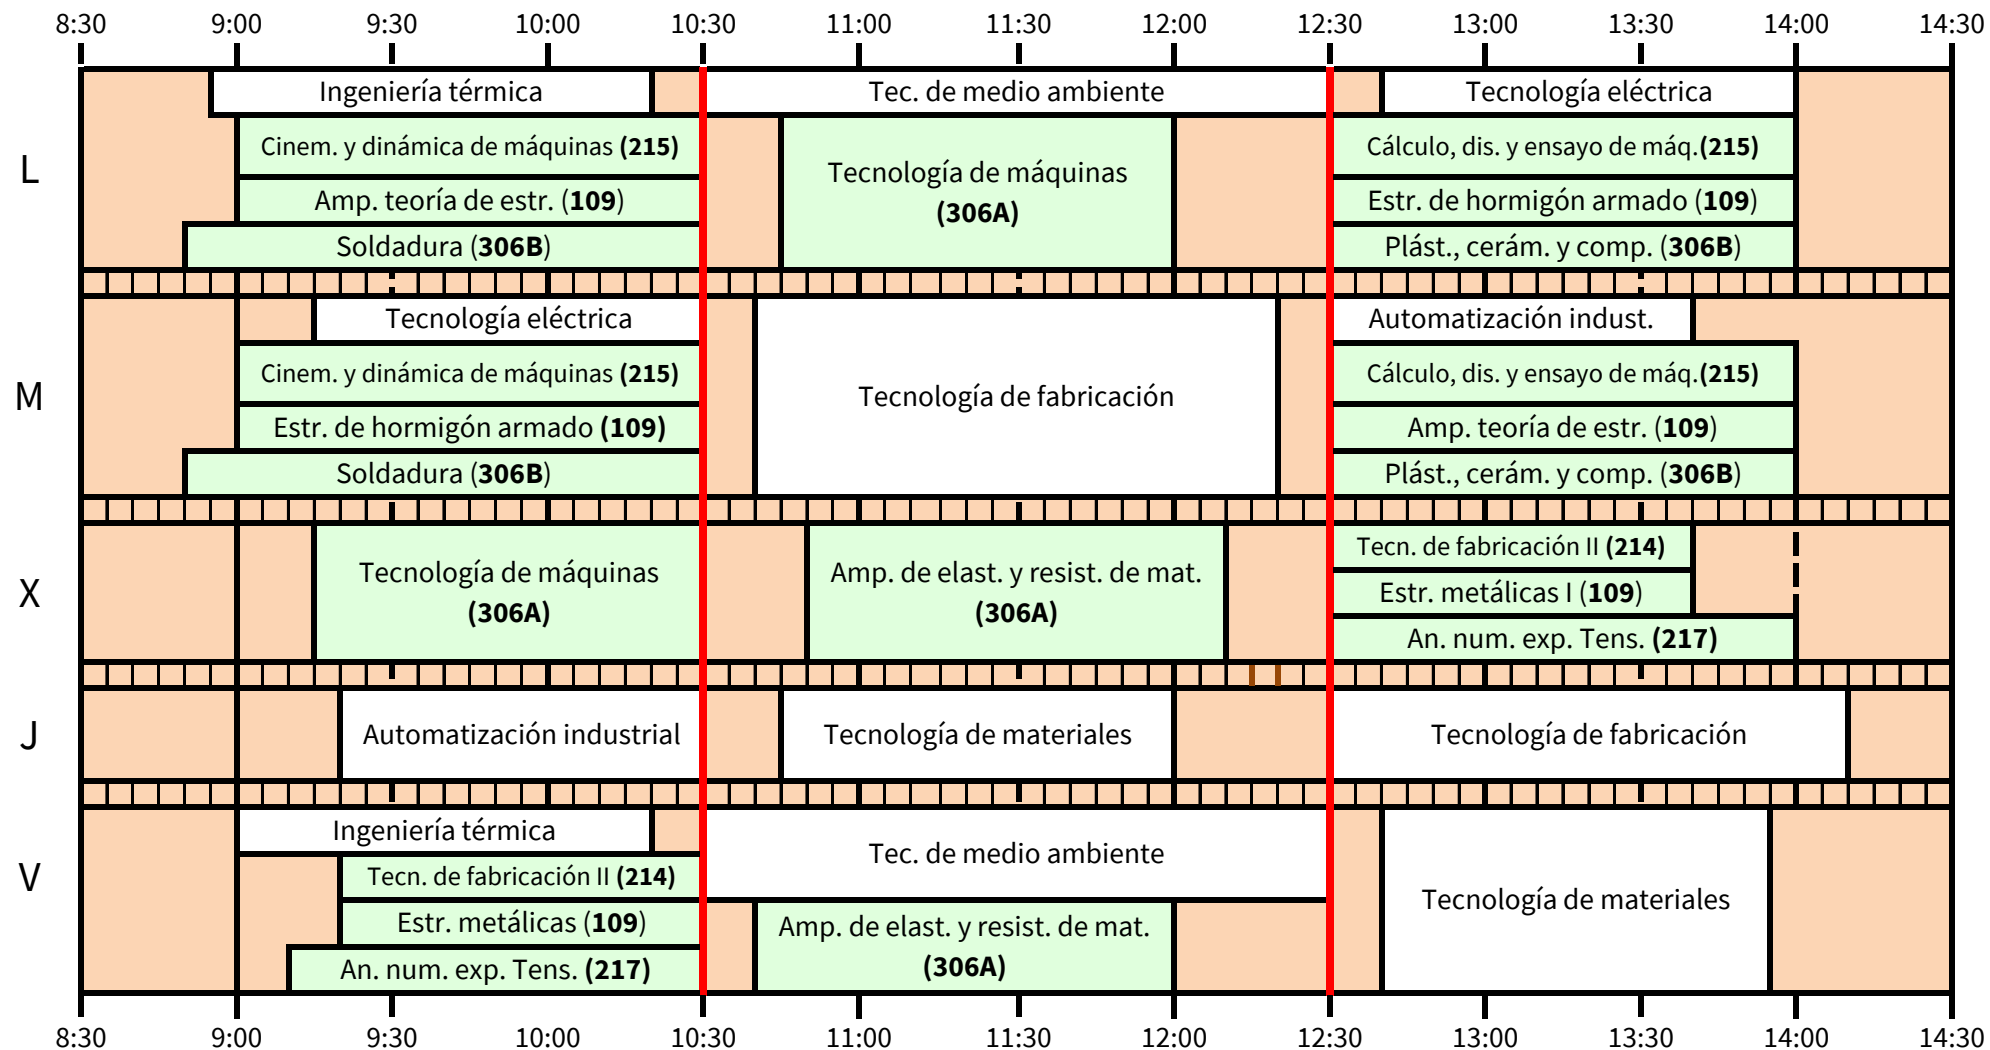 8:30 9:00 9:30 10:00 10:30 11:00 11:30 12:00 12:30 13:00 13:30 14:00 14:30
L
Ingeniería térmica
Tec. de medio ambiente
Tecnología eléctrica
Cinem. y dinámica de máquinas (215)
Amp. teoría de estr. (109)
Soldadura (306B)
Tecnología de máquinas
(306A)
Cálculo, dis. y ensayo de máq.(215)
Estr. de hormigón armado (109)
Plást., cerám. y comp. (306B)
M
Tecnología eléctrica
Cinem. y dinámica de máquinas (215)
Estr. de hormigón armado (109)
Soldadura (306B)
Tecnología de fabricación
Automatización indust.
Cálculo, dis. y ensayo de máq.(215)
Amp. teoría de estr. (109)
Plást., cerám. y comp. (306B)
X
Tecnología de máquinas
(306A)
Amp. de elast. y resist. de mat.
(306A)
Tecn. de fabricación II (214)
Estr. metálicas I (109)
An. num. exp. Tens. (217)
J
Automatización industrial
Tecnología de materiales
Tecnología de fabricación
V
Ingeniería térmica
Tecn. de fabricación II (214)
Estr. metálicas (109)
An. num. exp. Tens. (217)
Tec. de medio ambiente
Amp. de elast. y resist. de mat.
(306A)
Tecnología de materiales
8:30 9:00 9:30 10:00 10:30 11:00 11:30 12:00 12:30 13:00 13:30 14:00 14:30